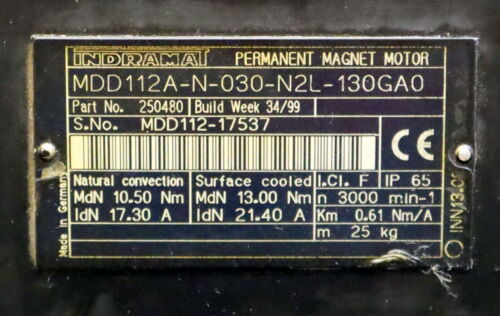 INDRAMAT PERMANENT MAGNET MOTOR
MDD112A-N-030-N2L-130GA0
Part No. 250480 Build Week 34/99
S.No. MDD112-17537
CE
Natural convection Surface cooled I.Cl. F IP 65
MdN 10.50 Nm MdN 13.00 Nm n 3000 min-1
IdN 17.30 A IdN 21.40 A Km 0.61 Nm/A
m 25 kg
Made in Germany